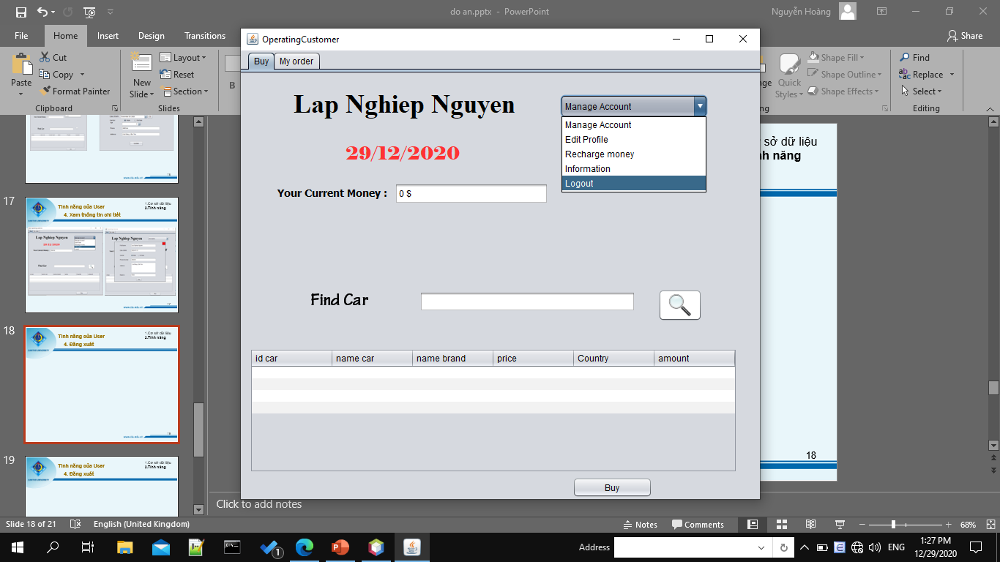 do an.pptx - PowerPoint
Nguyễn Hoàng
File Home Insert Design Transitions
Share
Paste
Cut
Copy
Format Painter
Clipboard
New
Slide
Layout
Reset
Section
Slides
B
Quick
Styles
Shape Fill
Shape Outline
Shape Effects
Find
Replace
Select
Editing
OperatingCustomer
Buy My order
Lap Nghiep Nguyen
29/12/2020
Your Current Money : 0 $
Manage Account
Manage Account
Edit Profile
Recharge money
Information
Logout
Find Car
id car name car name brand price Country amount
Buy
sở dữ liệu
18
16
17
Tính năng của User
4. Xem thông tin chi tiết
1.Cơ sở dữ liệu
2.Tính năng
Lap Nghiep Nguyen
Lap Nghiep Nguyen
17
18
Tính năng của User
4. Đăng xuất
1.Cơ sở dữ liệu
2.Tính năng
18
19
Tính năng của User
4. Đăng xuất
1.Cơ sở dữ liệu
2.Tính năng
Click to add notes
Slide 18 of 21 English (United Kingdom) Notes Comments 68%
1
Address
ENG
1:27 PM
12/29/2020